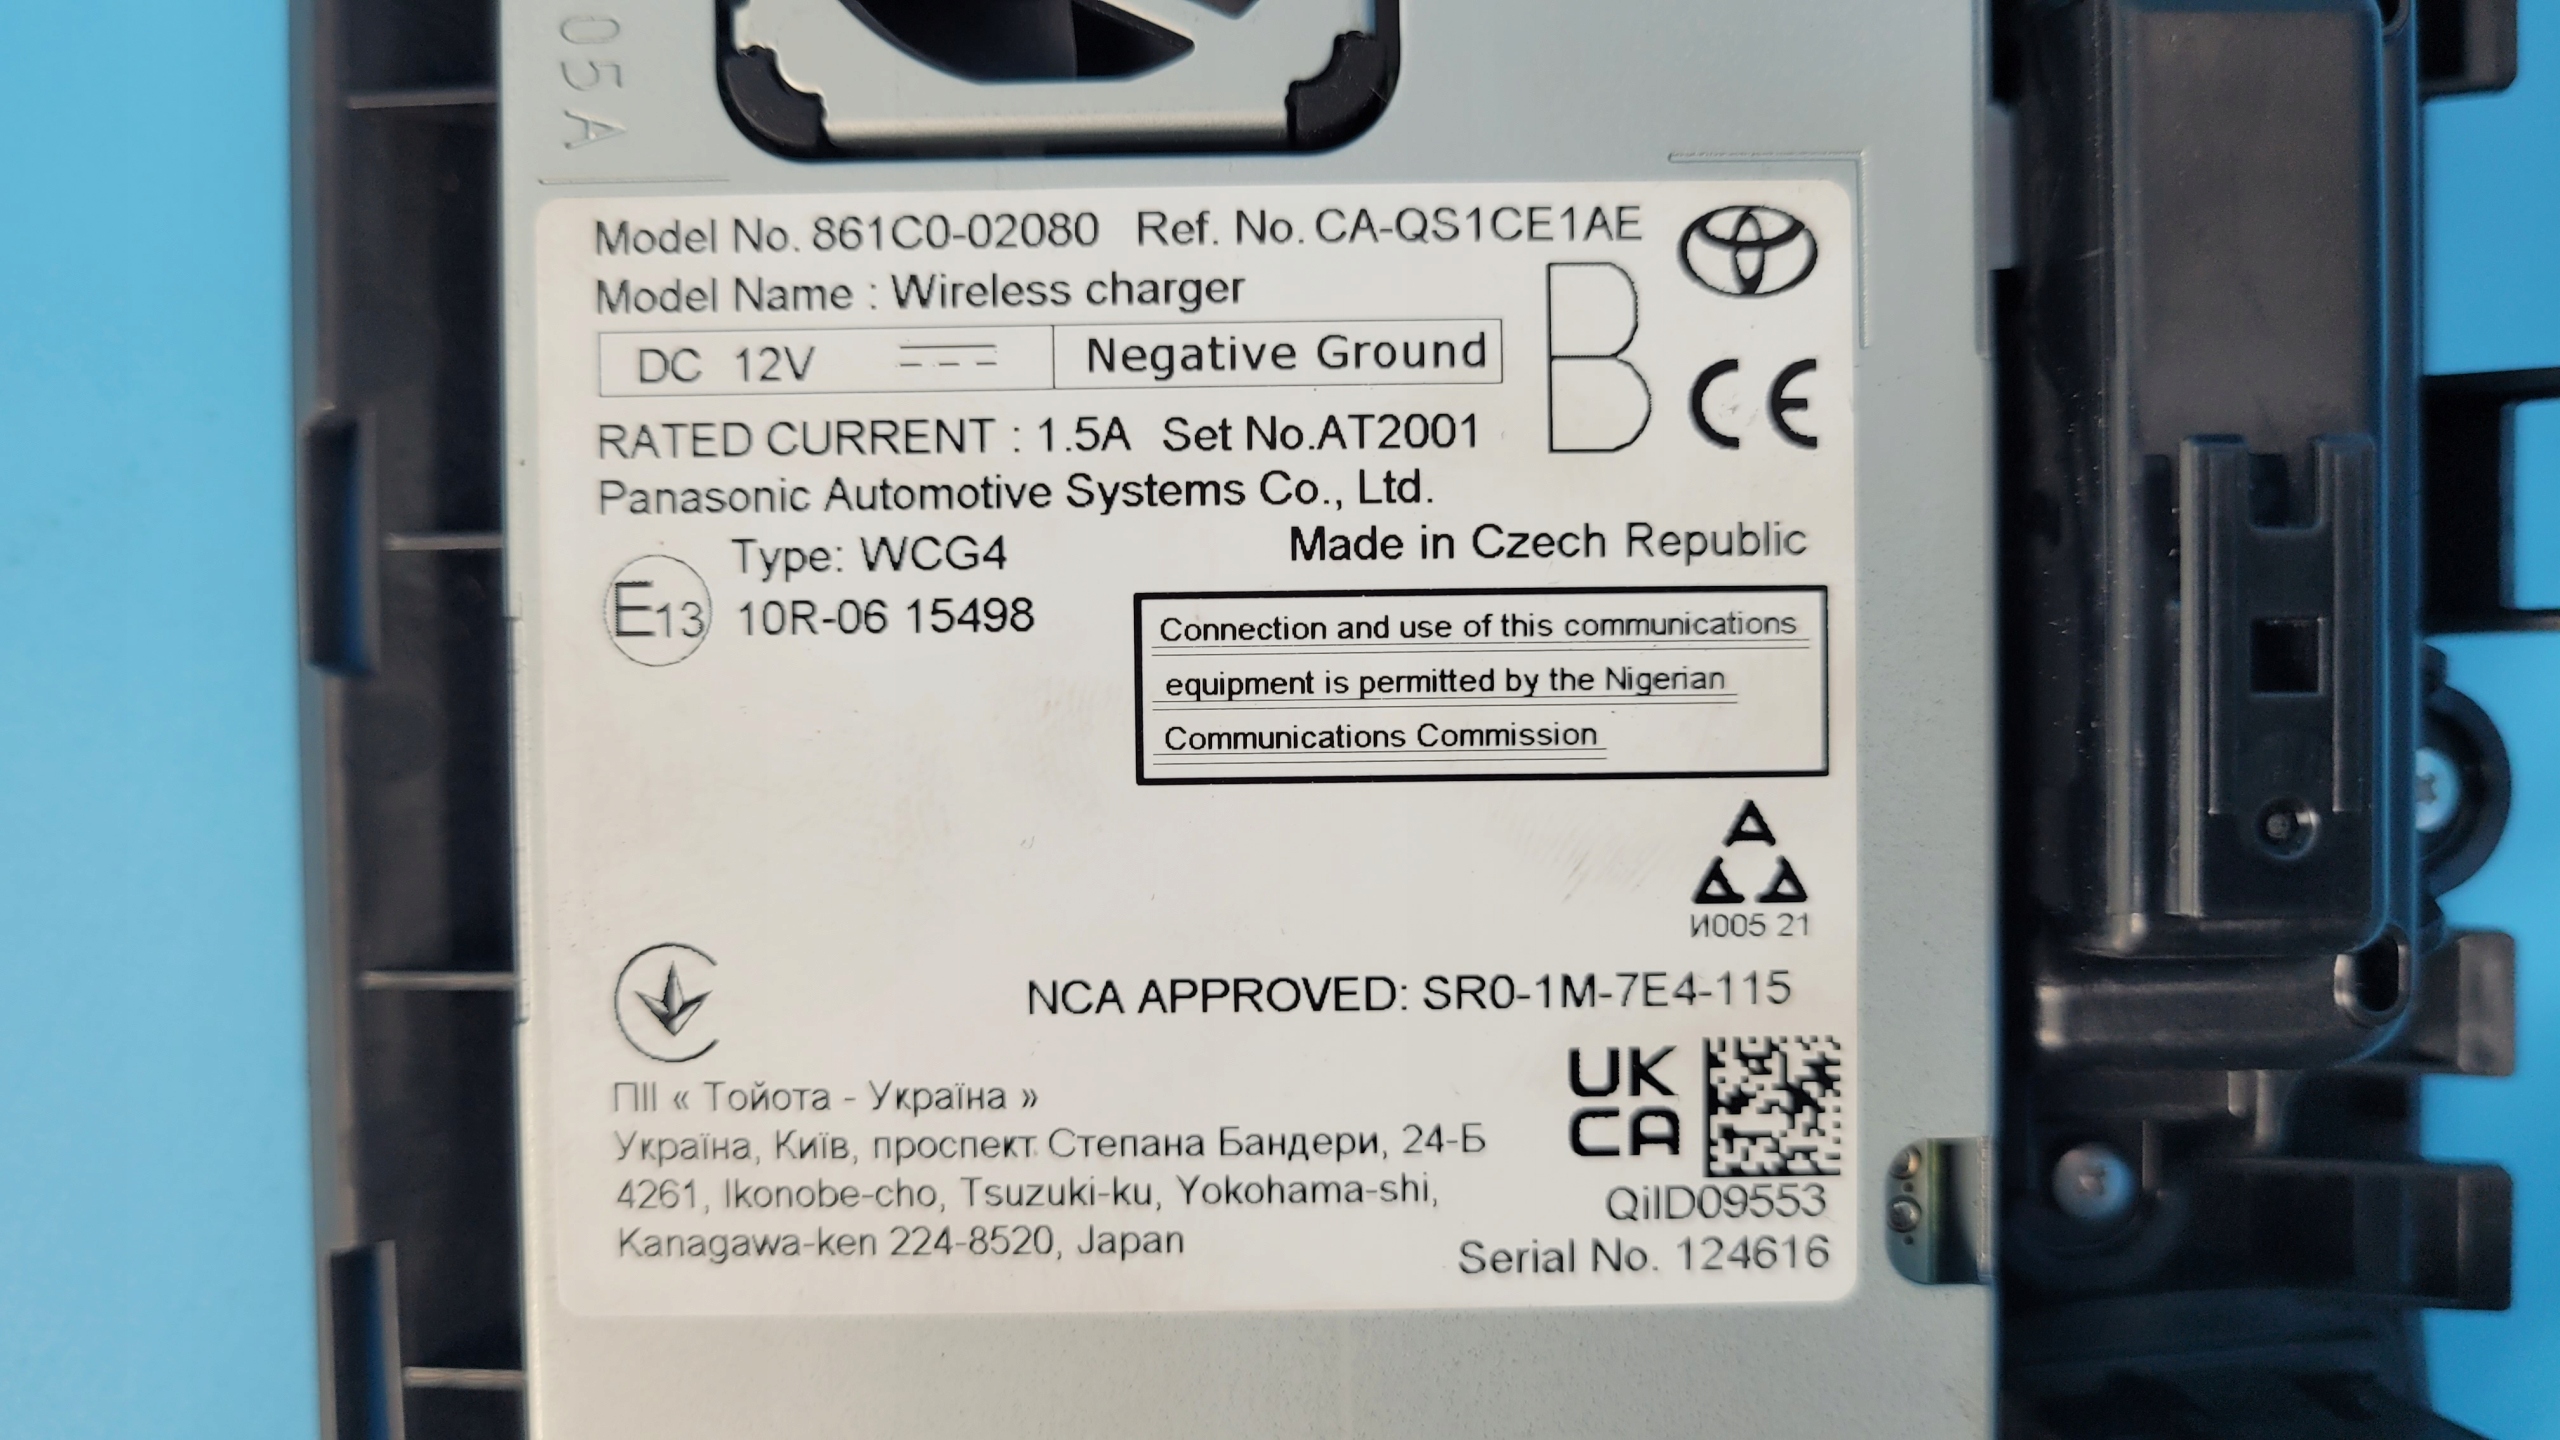 05A
Model No. 861C0-02080 Ref. No. CA-QS1CE1AE
Model Name : Wireless charger
B
CE
DC 12V Negative Ground
RATED CURRENT : 1.5A Set No.AT2001
Panasonic Automotive Systems Co., Ltd.
Made in Czech Republic
E13
Type: WCG4
10R-06 15498
Connection and use of this communications
equipment is permitted by the Nigerian
Communications Commission
И005 21
NCA APPROVED: SR0-1M-7E4-115
ПІІ « Тойота - Україна »
Україна, Київ, проспект Степана Бандери, 24-Б
4261, Ikonobe-cho, Tsuzuki-ku, Yokohama-shi,
Kanagawa-ken 224-8520, Japan
UK
CA
QiID09553
Serial No. 124616